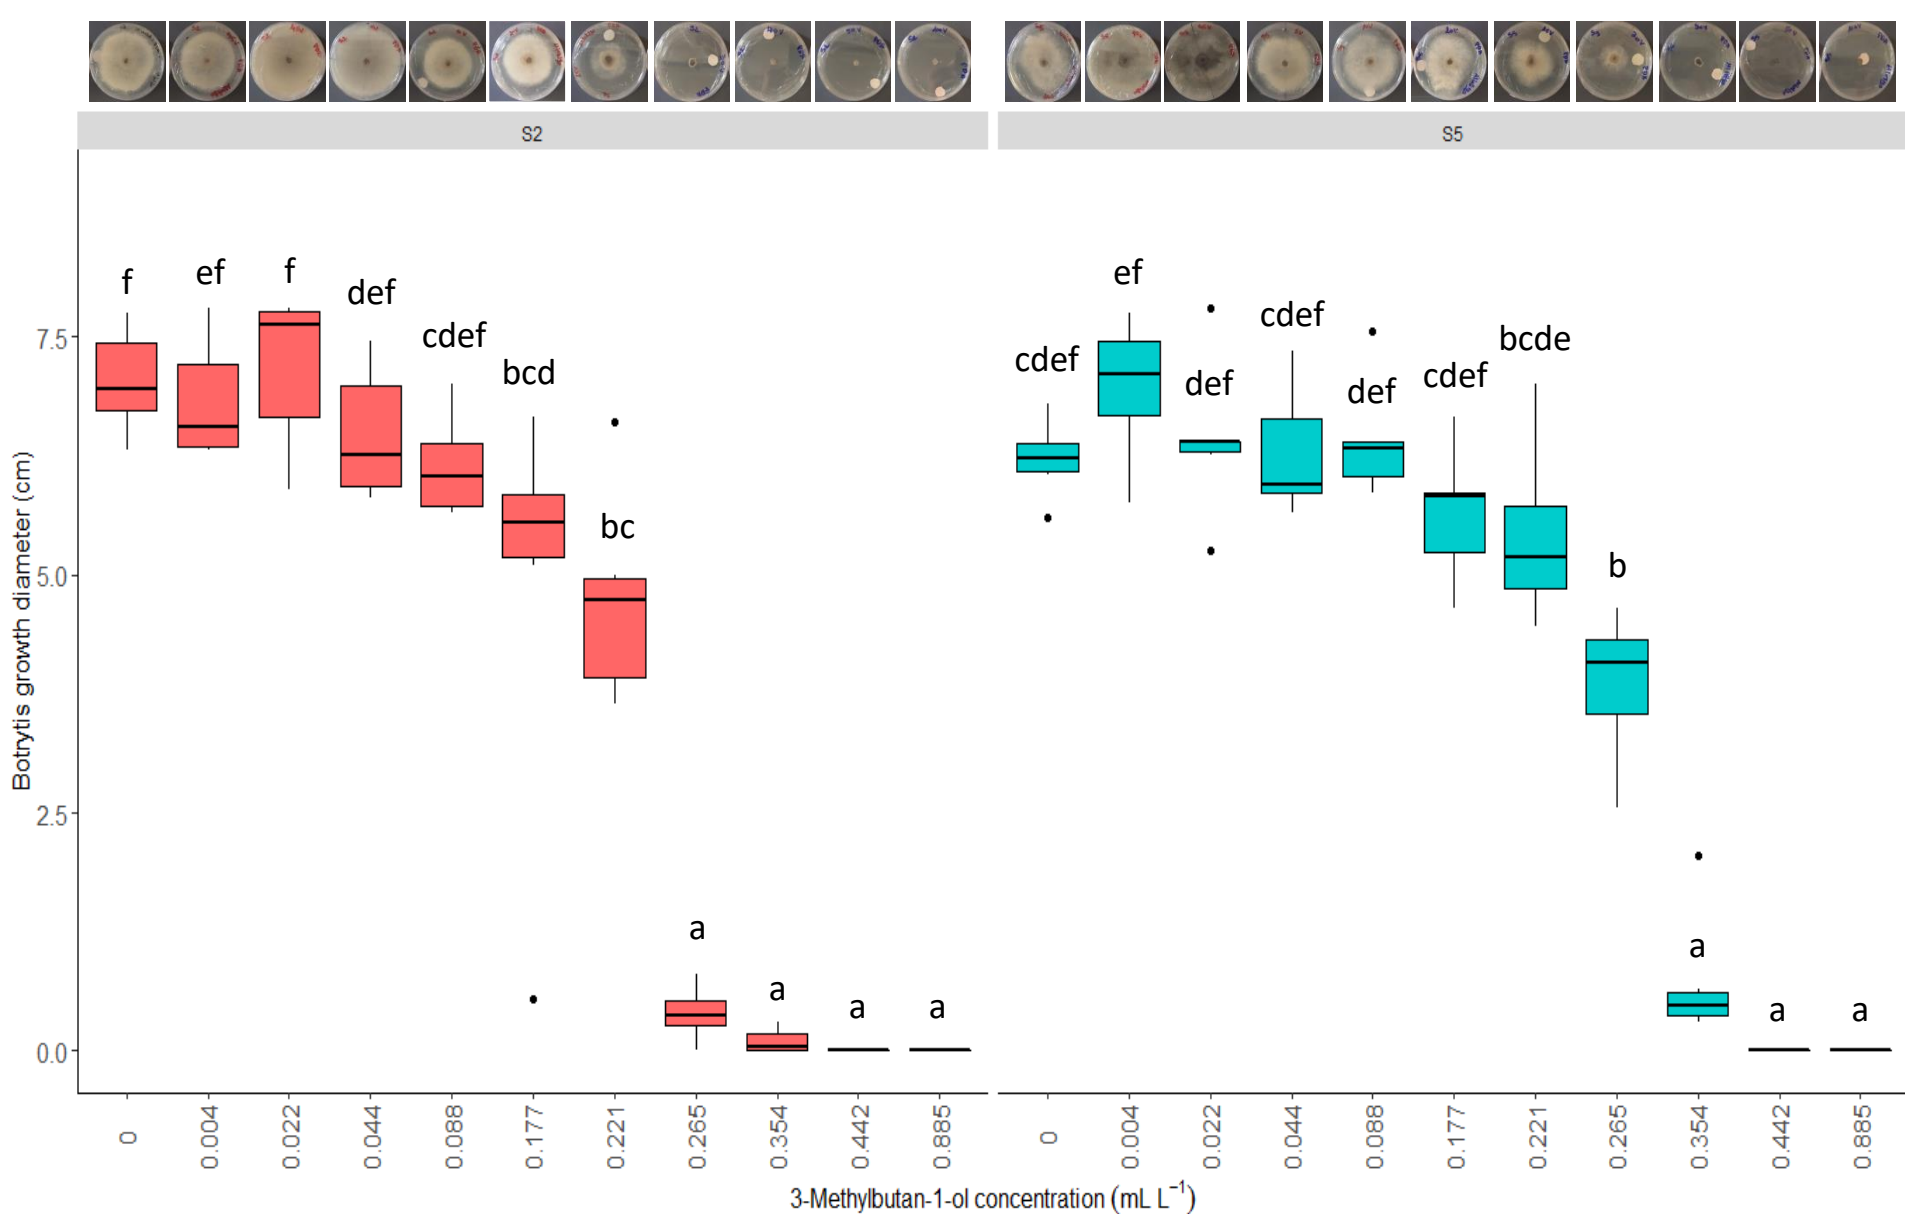 S2
S5
f
ef
f
def
cdef
bcd
bc
a
a
a
a
cdef
ef
def
cdef
def
cdef
bcde
b
a
a
a
7.5
5.0
2.5
0.0
Botrytis growth diameter (cm)
0 0.004 0.022 0.044 0.088 0.177 0.221 0.265 0.354 0.442 0.885
0 0.004 0.022 0.044 0.088 0.177 0.221 0.265 0.354 0.442 0.885
3-Methylbutan-1-ol concentration (mL L⁻¹)